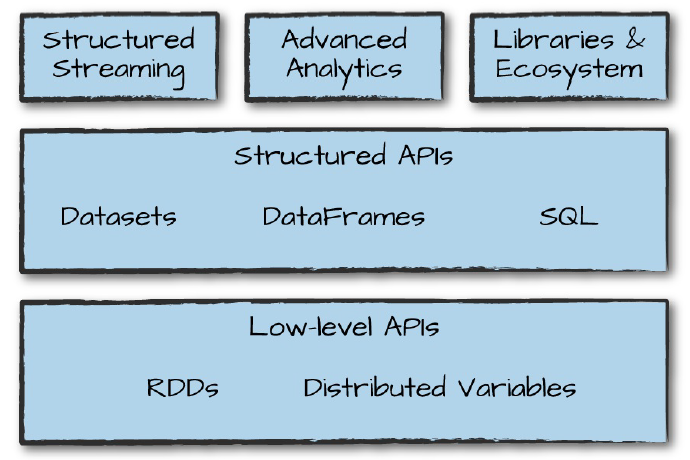 Structured
Streaming
Advanced
Analytics
Libraries &
Ecosystem
Structured APIs
Datasets DataFrames SQL
Low-level APIs
RDDs Distributed Variables